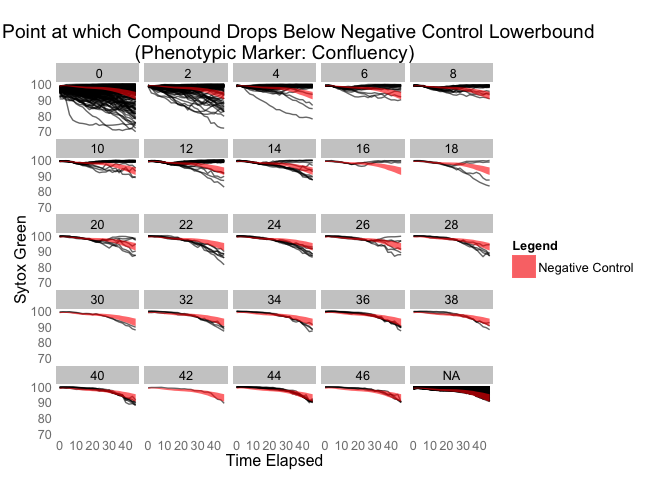 Point at which Compound Drops Below Negative Control Lowerbound
(Phenotypic Marker: Confluency)
0 2 4 6 8
100
90
80
70
10 12 14 16 18
100
90
80
70
Sytox Green
20 22 24 26 28
100
90
80
70
Legend
Negative Control
30 32 34 36 38
100
90
80
70
40 42 44 46 NA
100
90
80
70
0 10 20 30 40 0 10 20 30 40 0 10 20 30 40 0 10 20 30 40 0 10 20 30 40
Time Elapsed